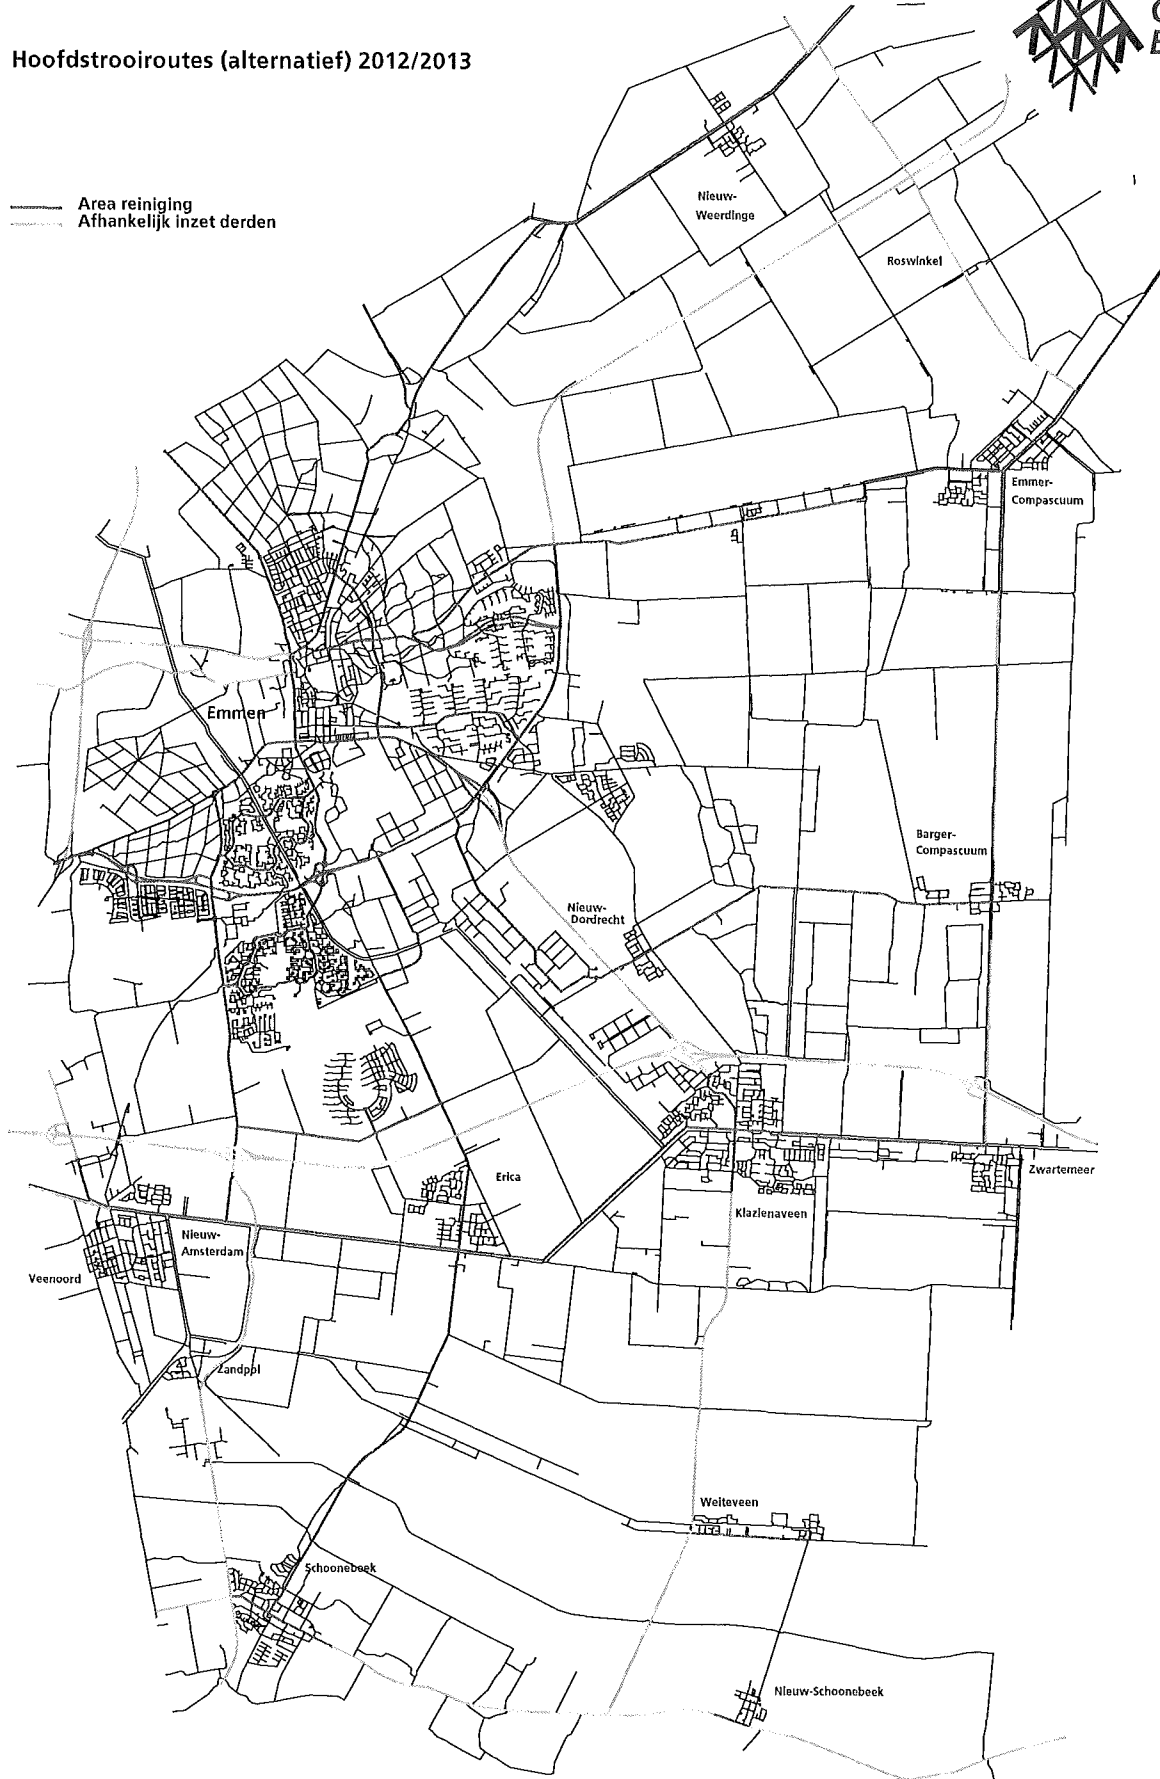 Hoofdstrooiroutes (alternatief) 2012/2013
Area reiniging
Afhankelijk inzet derden
Nieuw-
Weerdinge
Roswinkel
Emmer-
Compascuum
Emmen
Barger-
Compascuum
Nieuw-
Dordrecht
Erica
Zwartemeer
Klazienaveen
Nieuw-
Amsterdam
Veenoord
Zandpol
Weiteveen
Schoonebeek
Nieuw-Schoonebeek